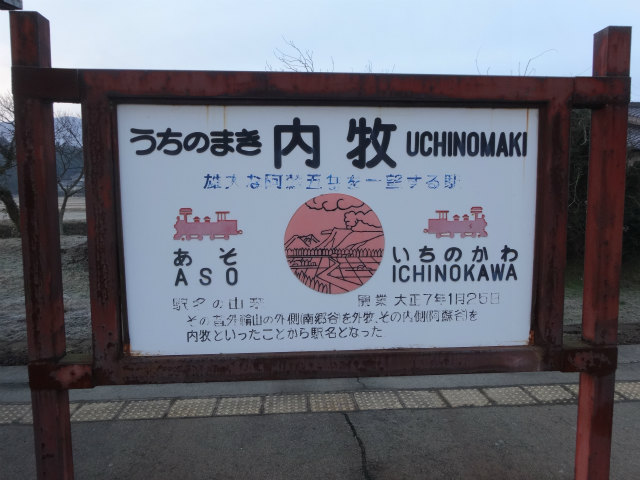 うちのまき 内牧 UCHINOMAKI
雄大な阿蘇五岳を一望する駅
あそ
ASO
いちのかわ
ICHINOKAWA
駅名の由来
開業 大正7年1月25日
その昔外輪山の外側南郷谷を外牧、その内側阿蘇谷を
内牧といったことから駅名となった